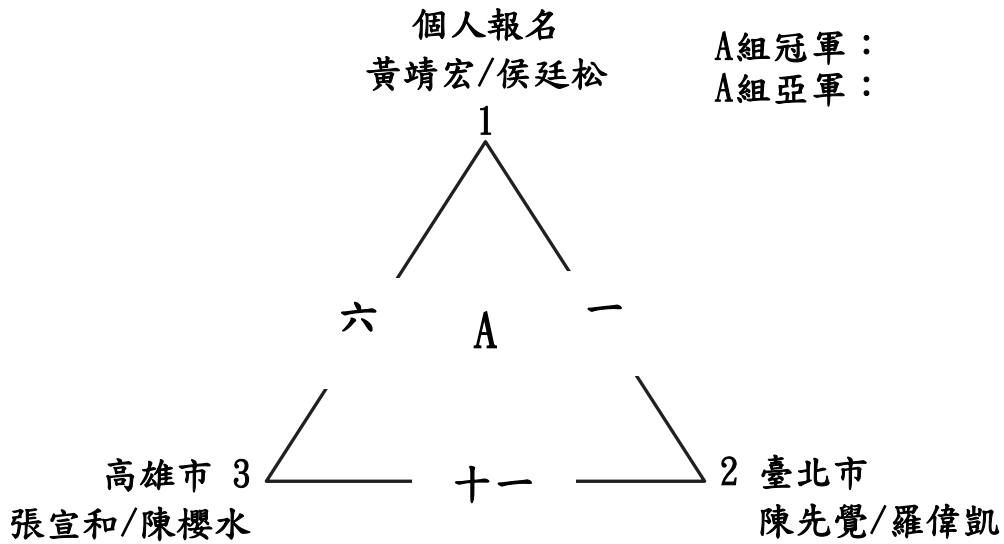 個人報名
黃靖宏/侯廷松
1
A組冠軍：
A組亞軍：
六
A
一
高雄市 3
張宣和/陳櫻水
十一
2 臺北市
陳先覺/羅偉凱